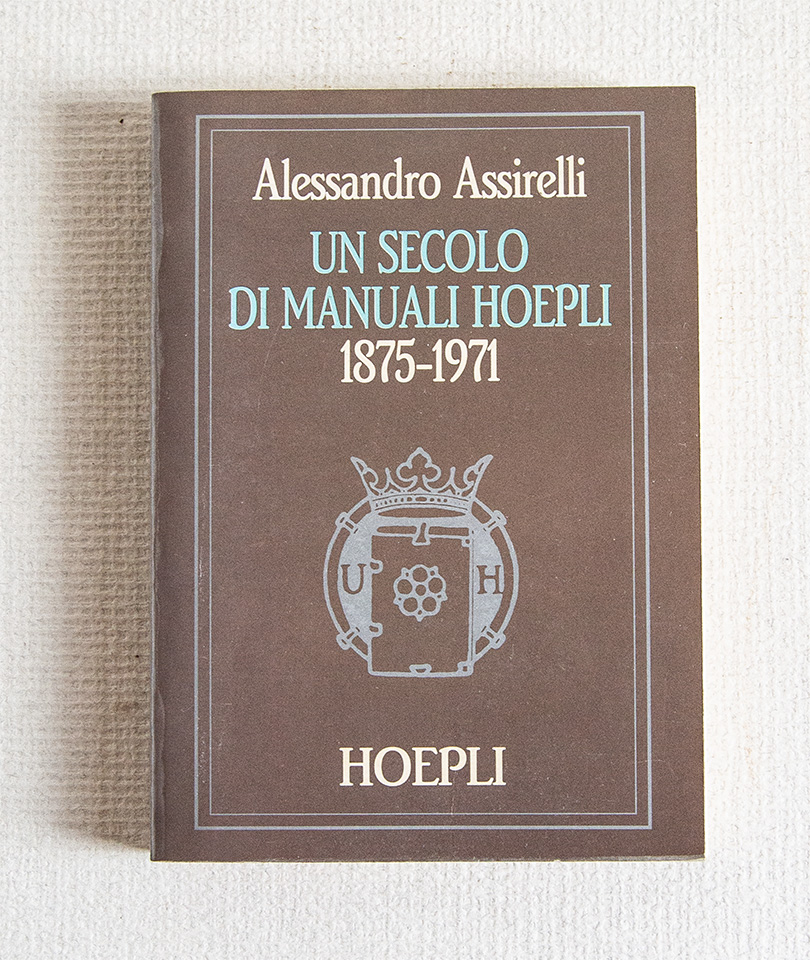 Alessandro Assirelli
UN SECOLO
DI MANUALI HOEPLI
1875-1971
U H
HOEPLI